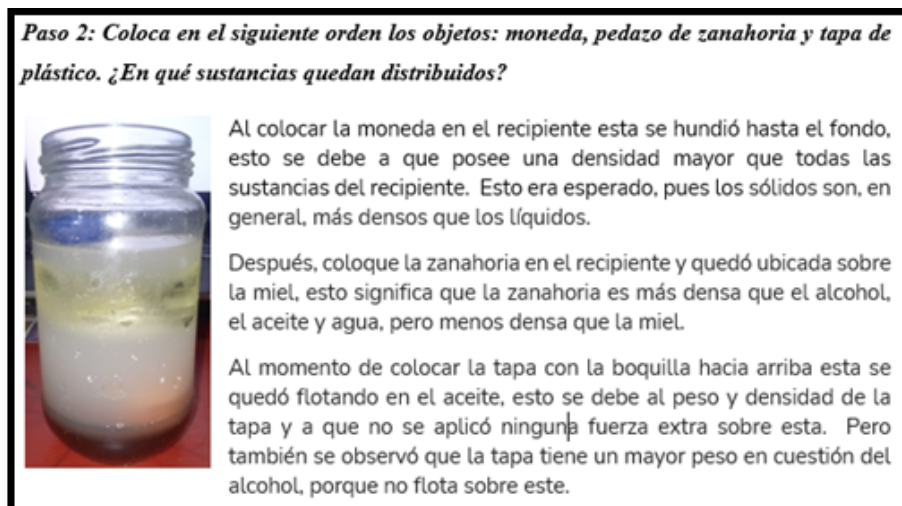 Paso 2: Coloca en el siguiente orden los objetos: moneda, pedazo de zanahoria y tapa de
plástico. ¿En qué sustancias quedan distribuidos?
Al colocar la moneda en el recipiente esta se hundió hasta el fondo,
esto se debe a que posee una densidad mayor que todas las
sustancias del recipiente. Esto era esperado, pues los sólidos son, en
general, más densos que los líquidos.
Después, coloque la zanahoria en el recipiente y quedó ubicada sobre
la miel, esto significa que la zanahoria es más densa que el alcohol,
el aceite y agua, pero menos densa que la miel.
Al momento de colocar la tapa con la boquilla hacia arriba esta se
quedó flotando en el aceite, esto se debe al peso y densidad de la
tapa y a que no se aplicó ninguna fuerza extra sobre esta. Pero
también se observó que la tapa tiene un mayor peso en cuestión del
alcohol, porque no flota sobre este.